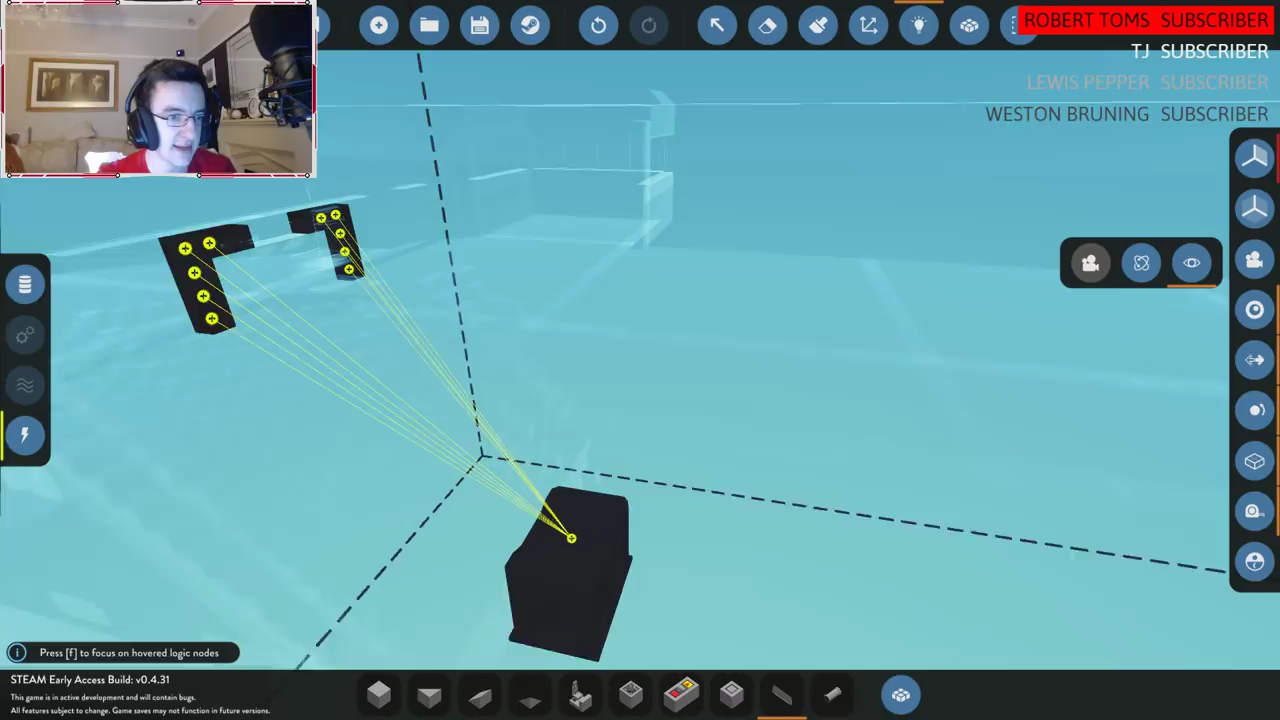 ROBERT TOMS SUBSCRIBER
TJ SUBSCRIBER
LEWIS PEPPER SUBSCRIBER
WESTON BRUNING SUBSCRIBER
i Press [f] to focus on hovered logic nodes
STEAM Early Access Build: v0.4.31
This game is in active development and will contain bugs.
All features subject to change. Game saves may not function in future versions.